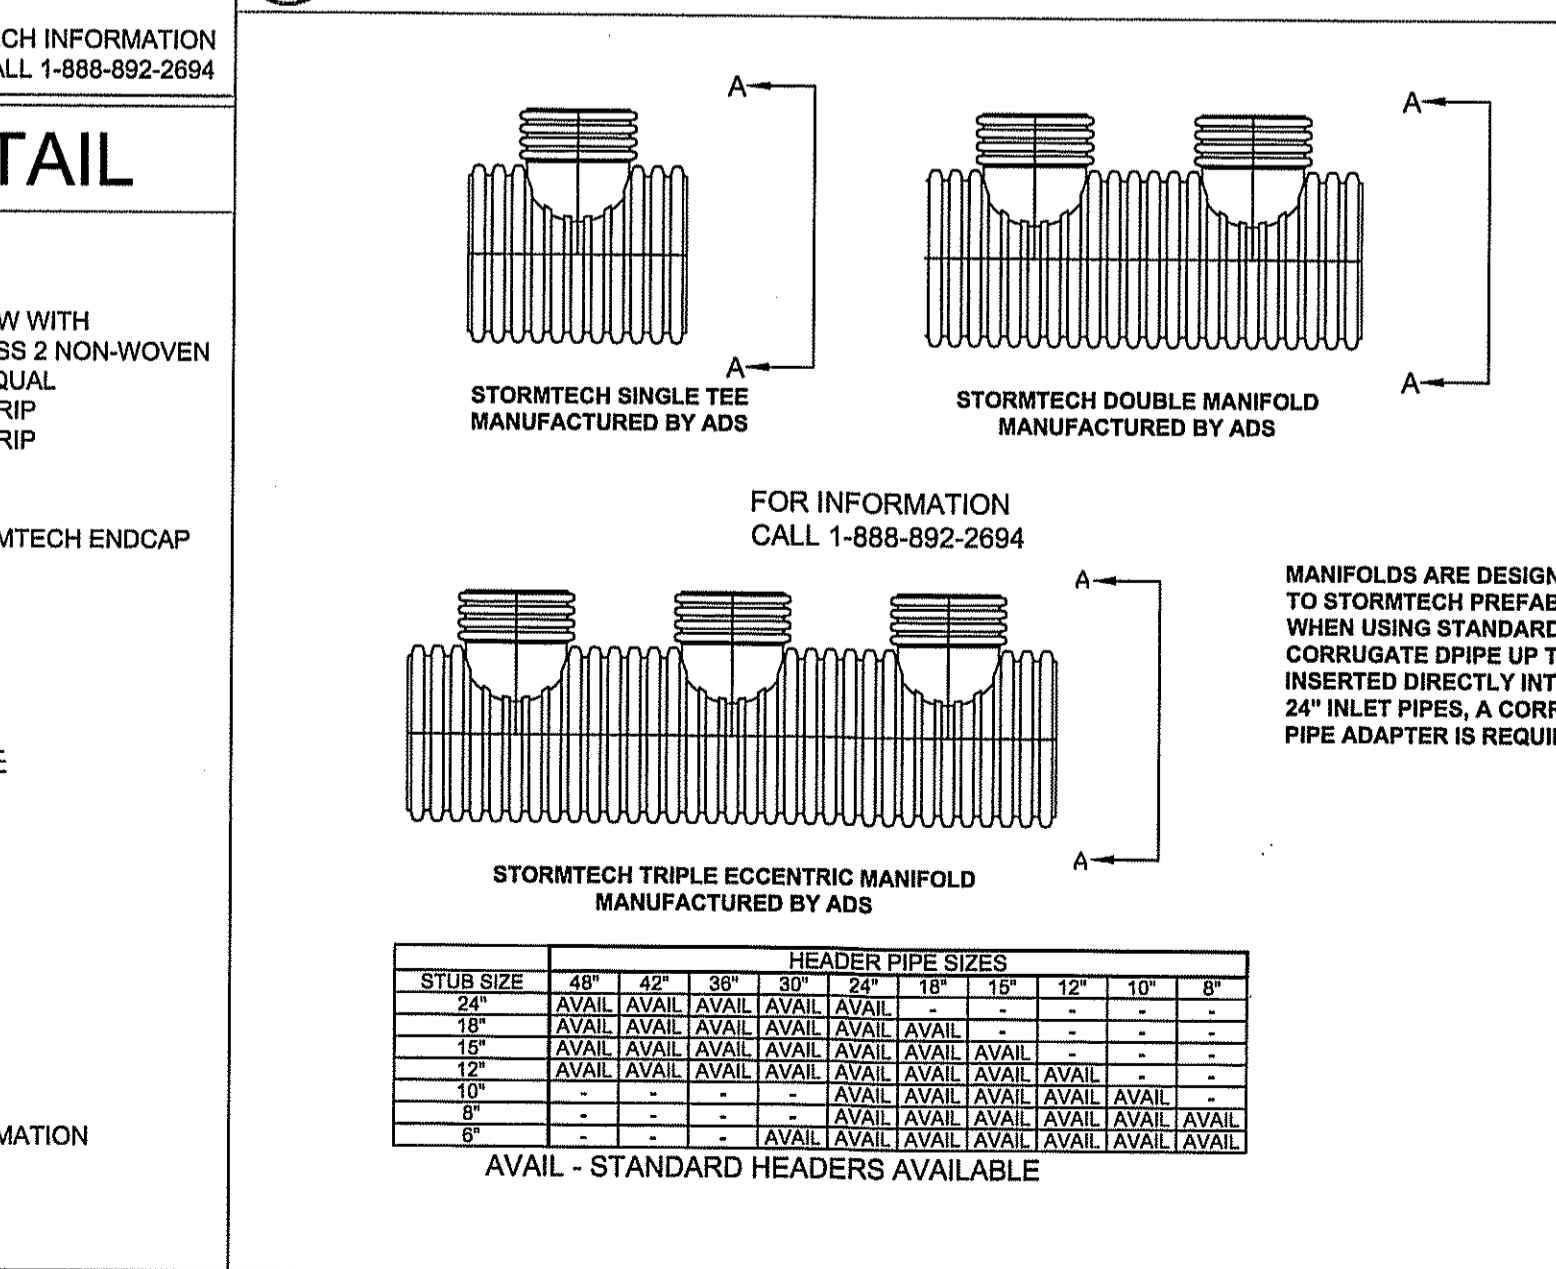 CH INFORMATION
ALL 1-888-892-2694
TAIL
W WITH
SS 2 NON-WOVEN
QUAL
RIP
RIP
MTECH ENDCAP
E
MATION
A
A
STORMTECH SINGLE TEE
MANUFACTURED BY ADS
A
A
STORMTECH DOUBLE MANIFOLD
MANUFACTURED BY ADS
FOR INFORMATION
CALL 1-888-892-2694
A
A
STORMTECH TRIPLE ECCENTRIC MANIFOLD
MANUFACTURED BY ADS
MANIFOLDS ARE DESIGN
TO STORMTECH PREFAB
WHEN USING STANDARD
CORRUGATE DPIPE UP T
INSERTED DIRECTLY INT
24" INLET PIPES, A CORR
PIPE ADAPTER IS REQUI
HEADER PIPE SIZES
STUB SIZE 48" 42" 36" 30" 24" 18" 15" 12" 10" 8"
24" AVAIL AVAIL AVAIL AVAIL AVAIL - - - - -
18" AVAIL AVAIL AVAIL AVAIL AVAIL AVAIL - - - -
15" AVAIL AVAIL AVAIL AVAIL AVAIL AVAIL AVAIL - - -
12" AVAIL AVAIL AVAIL AVAIL AVAIL AVAIL AVAIL AVAIL - -
10" - - - - AVAIL AVAIL AVAIL AVAIL AVAIL -
8" - - - - AVAIL AVAIL AVAIL AVAIL AVAIL AVAIL
6" - - - AVAIL AVAIL AVAIL AVAIL AVAIL AVAIL AVAIL
AVAIL - STANDARD HEADERS AVAILABLE